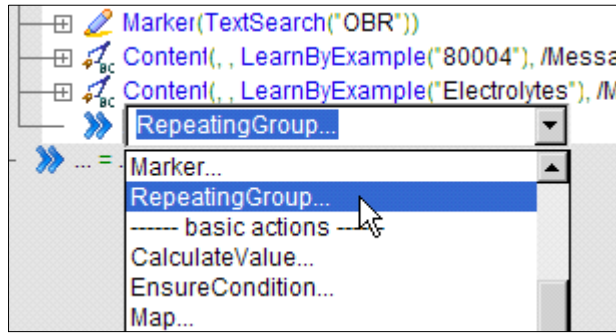 Marker(TextSearch("OBR"))
Content(, , LearnByExample("80004"), /Messa
Content(, , LearnByExample("Electrolytes"), /M
RepeatingGroup...
... = .
Marker...
RepeatingGroup...
------ basic actions ------
CalculateValue...
EnsureCondition...
Map...